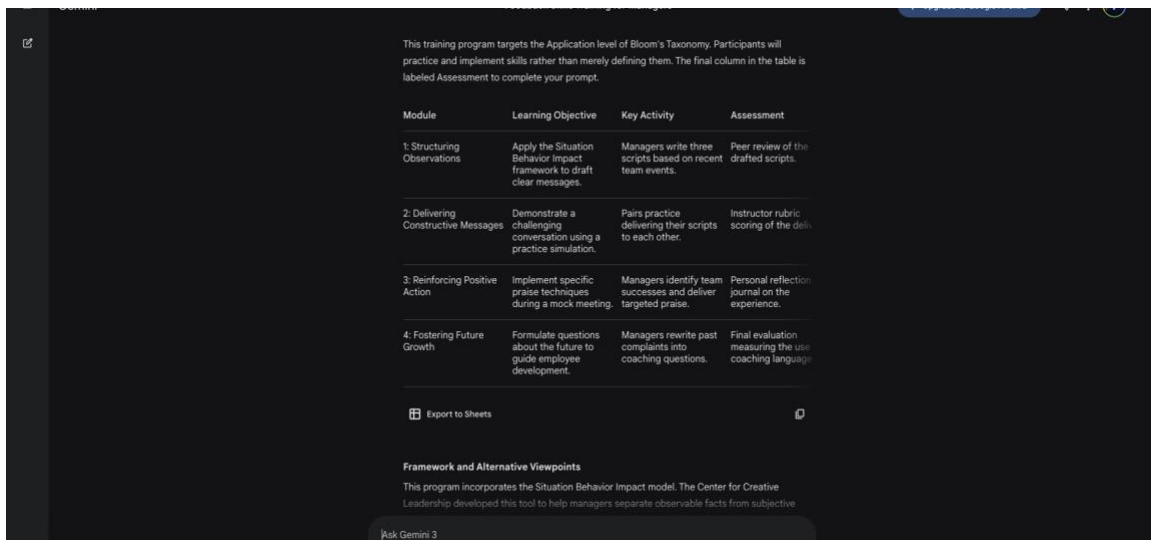 This training program targets the Application level of Bloom's Taxonomy. Participants will
practice and implement skills rather than merely defining them. The final column in the table is
labeled Assessment to complete your prompt.
Module Learning Objective Key Activity Assessment
1: Structuring Observations Apply the Situation Behavior Impact framework to draft clear messages. Managers write three scripts based on recent team events. Peer review of the drafted scripts.
2: Delivering Constructive Messages Demonstrate a challenging conversation using a practice simulation. Pairs practice delivering their scripts to each other. Instructor rubric scoring of the
3: Reinforcing Positive Action Implement specific praise techniques during a mock meeting. Managers identify team successes and deliver targeted praise. Personal reflection journal on the experience.
4: Fostering Future Growth Formulate questions about the future to guide employee development. Managers rewrite past complaints into coaching questions. Final evaluation measuring the use coaching language
Export to Sheets
Framework and Alternative Viewpoints
This program incorporates the Situation Behavior Impact model. The Center for Creative
Leadership developed this tool to help managers separate observable facts from subjective
Ask Gemini 3